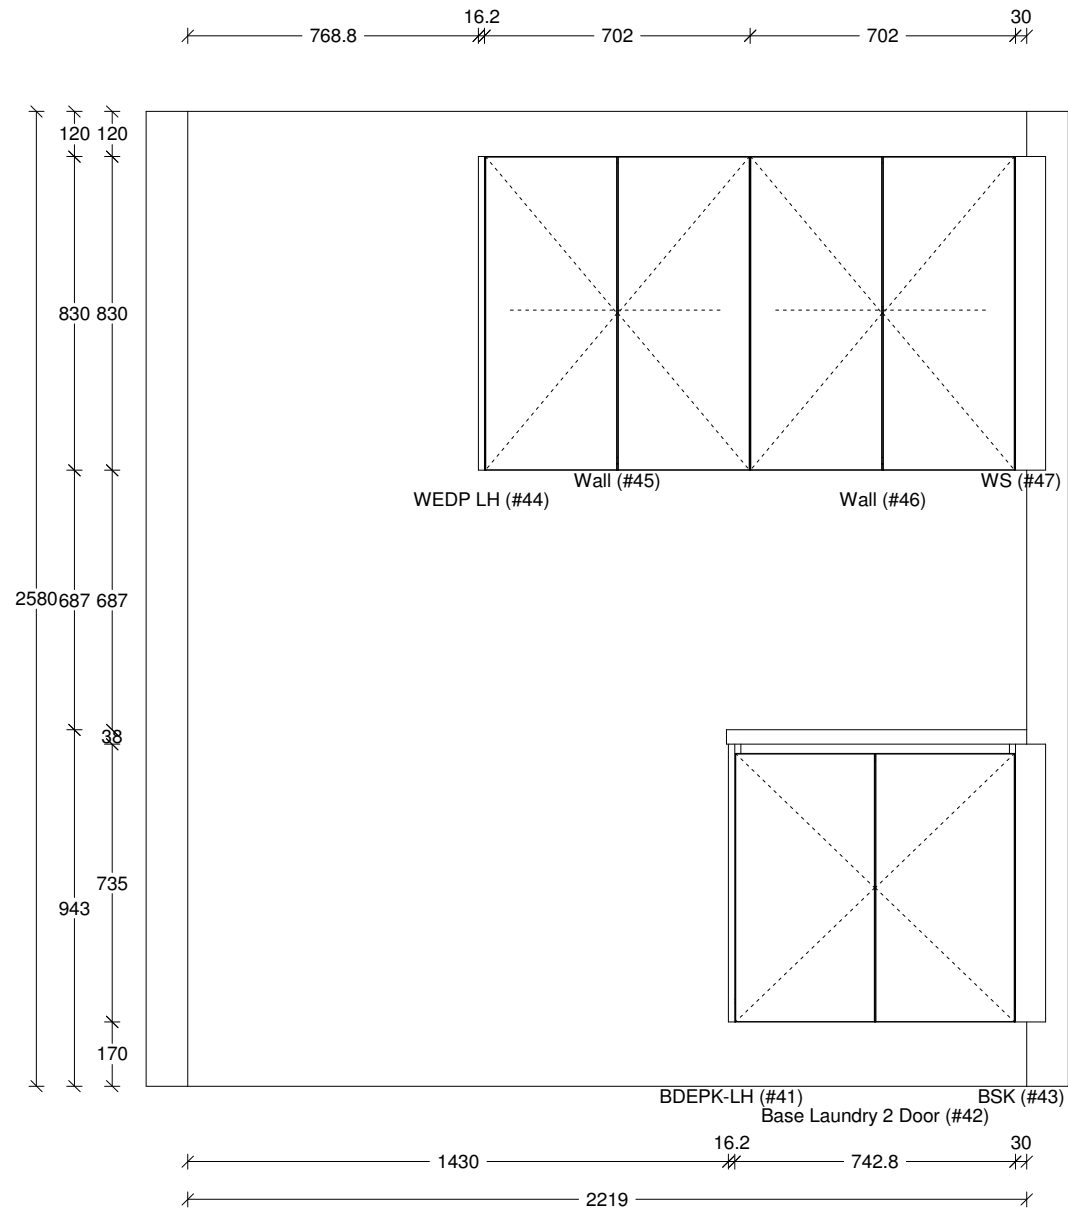 16.2 30
768.8 702 702
120 120
830 830
Wall (#45) WS (#47)
WEDP LH (#44) Wall (#46)
2580 687 687
38
735
943
170
BDEPK-LH (#41) BSK (#43)
Base Laundry 2 Door (#42)
16.2 30
1430 742.8
2219